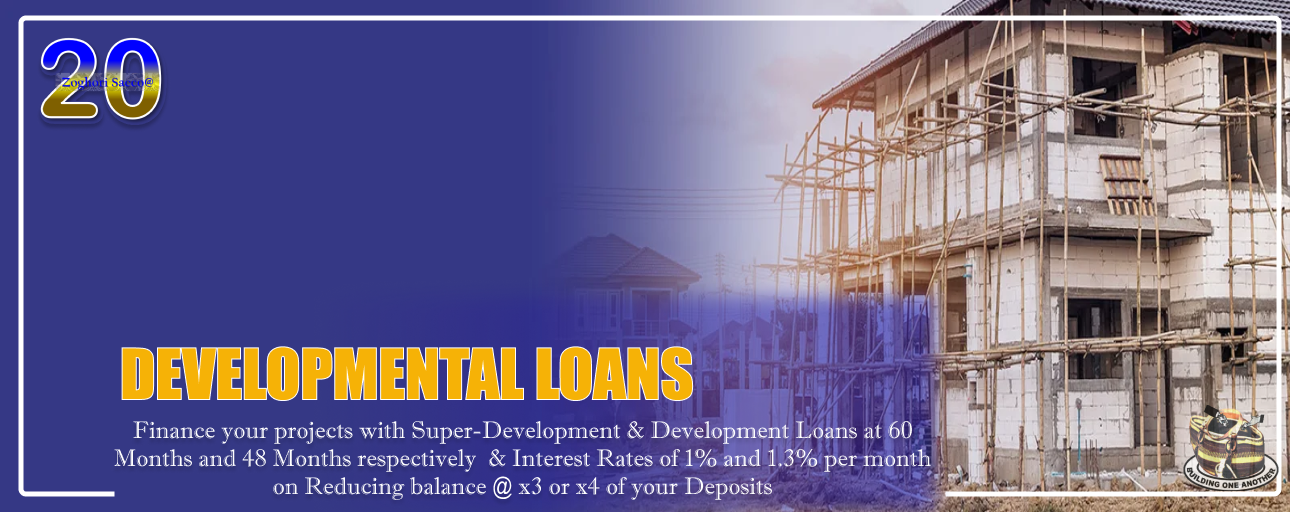 20
Zoghori Sacco®
DEVELOPMENTAL LOANS
Finance your projects with Super-Development & Development Loans at 60
Months and 48 Months respectively & Interest Rates of 1% and 1.3% per month
on Reducing balance @ x3 or x4 of your Deposits
BUILDING ONE ANOTHER